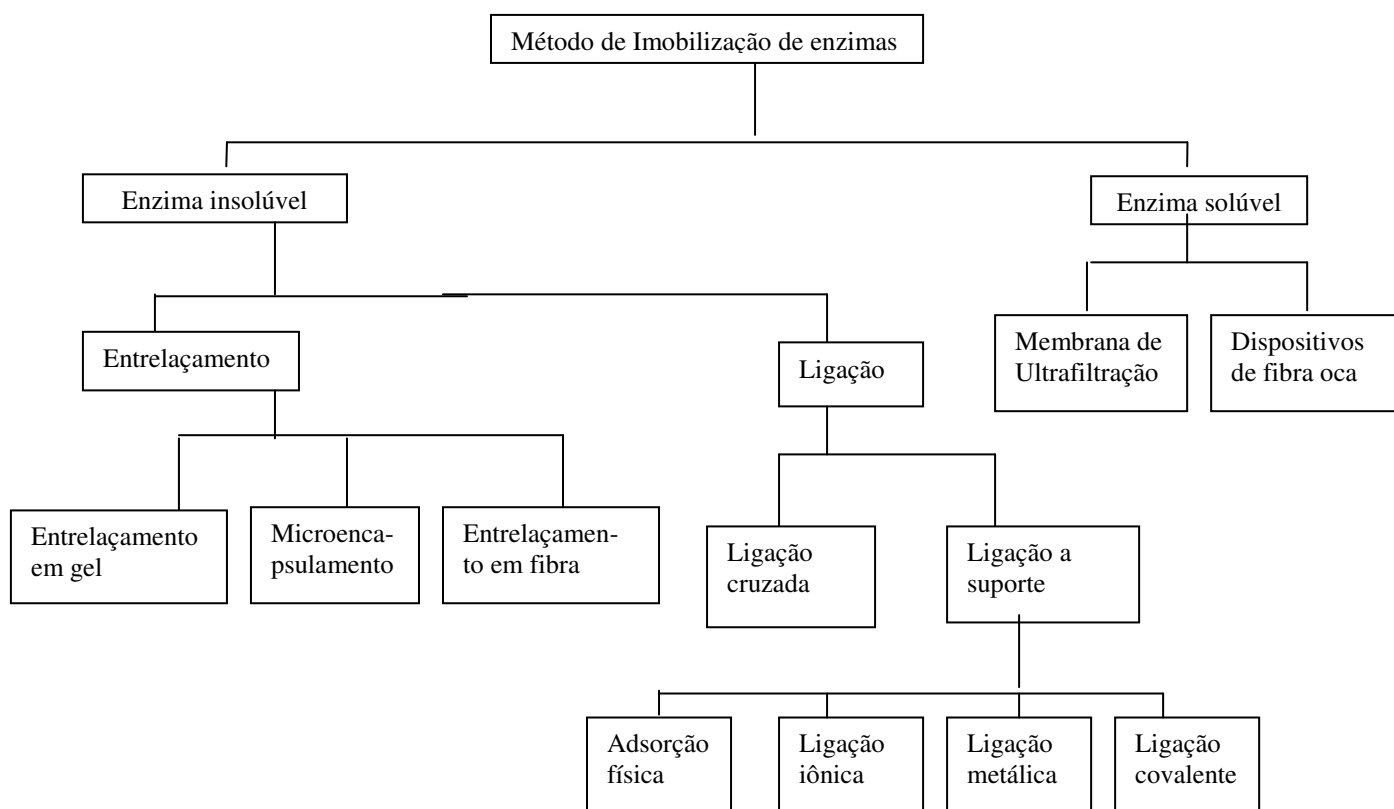 Método de Imobilização de enzimas
Enzima insolúvel
Enzima solúvel
Entrelaçamento
Ligação
Membrana de
Ultrafiltração
Dispositivos
de fibra oca
Entrelaçamento
em gel
Microenca-
psulamento
Entrelaçamen-
to em fibra
Ligação
cruzada
Ligação a
suporte
Adsorção
física
Ligação
iônica
Ligação
metálica
Ligação
covalente